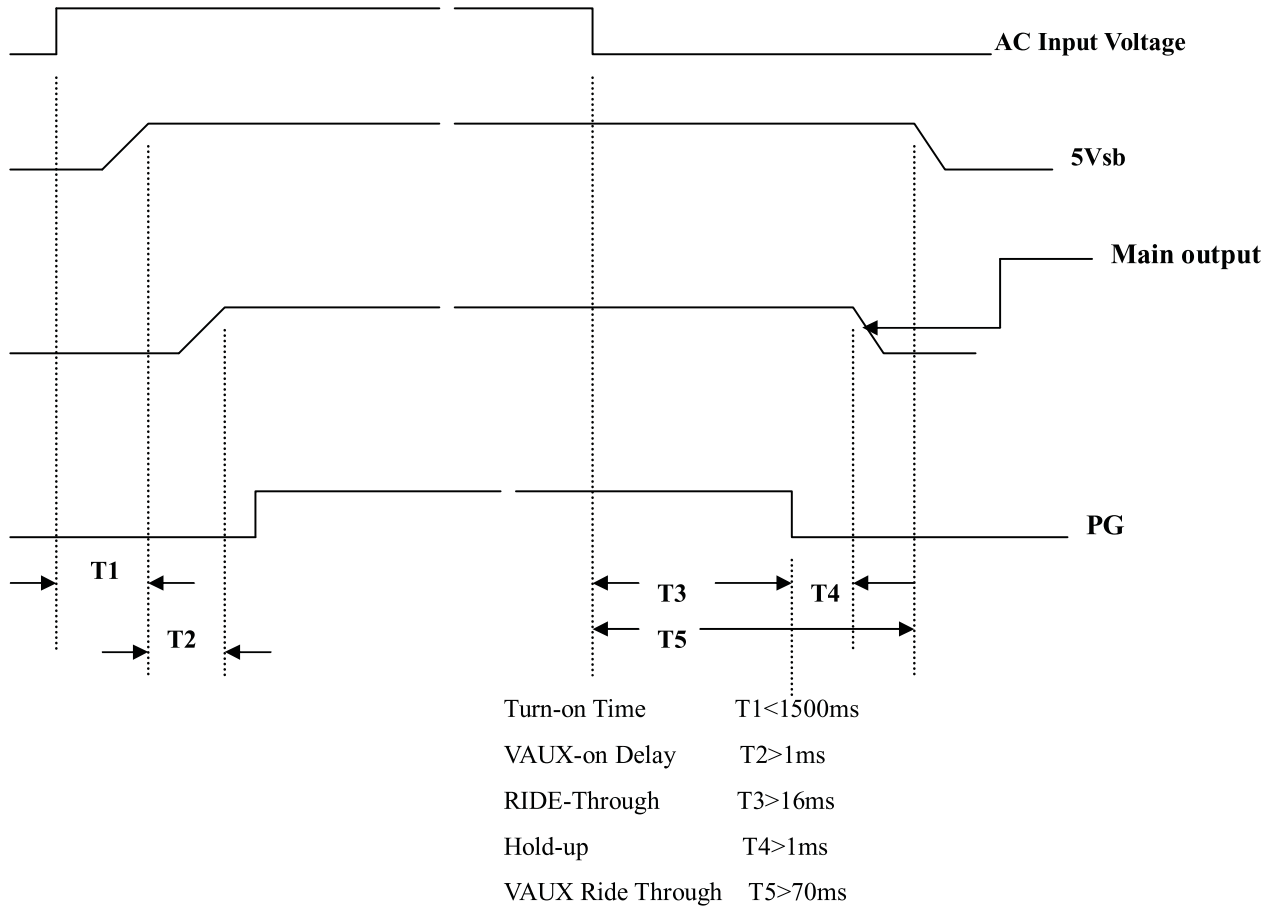 AC Input Voltage
5Vsb
Main output
PG
T1
T3
T4
T2
T5
Turn-on Time T1<1500ms
VAUX-on Delay T2>1ms
RIDE-Through T3>16ms
Hold-up T4>1ms
VAUX Ride Through T5>70ms